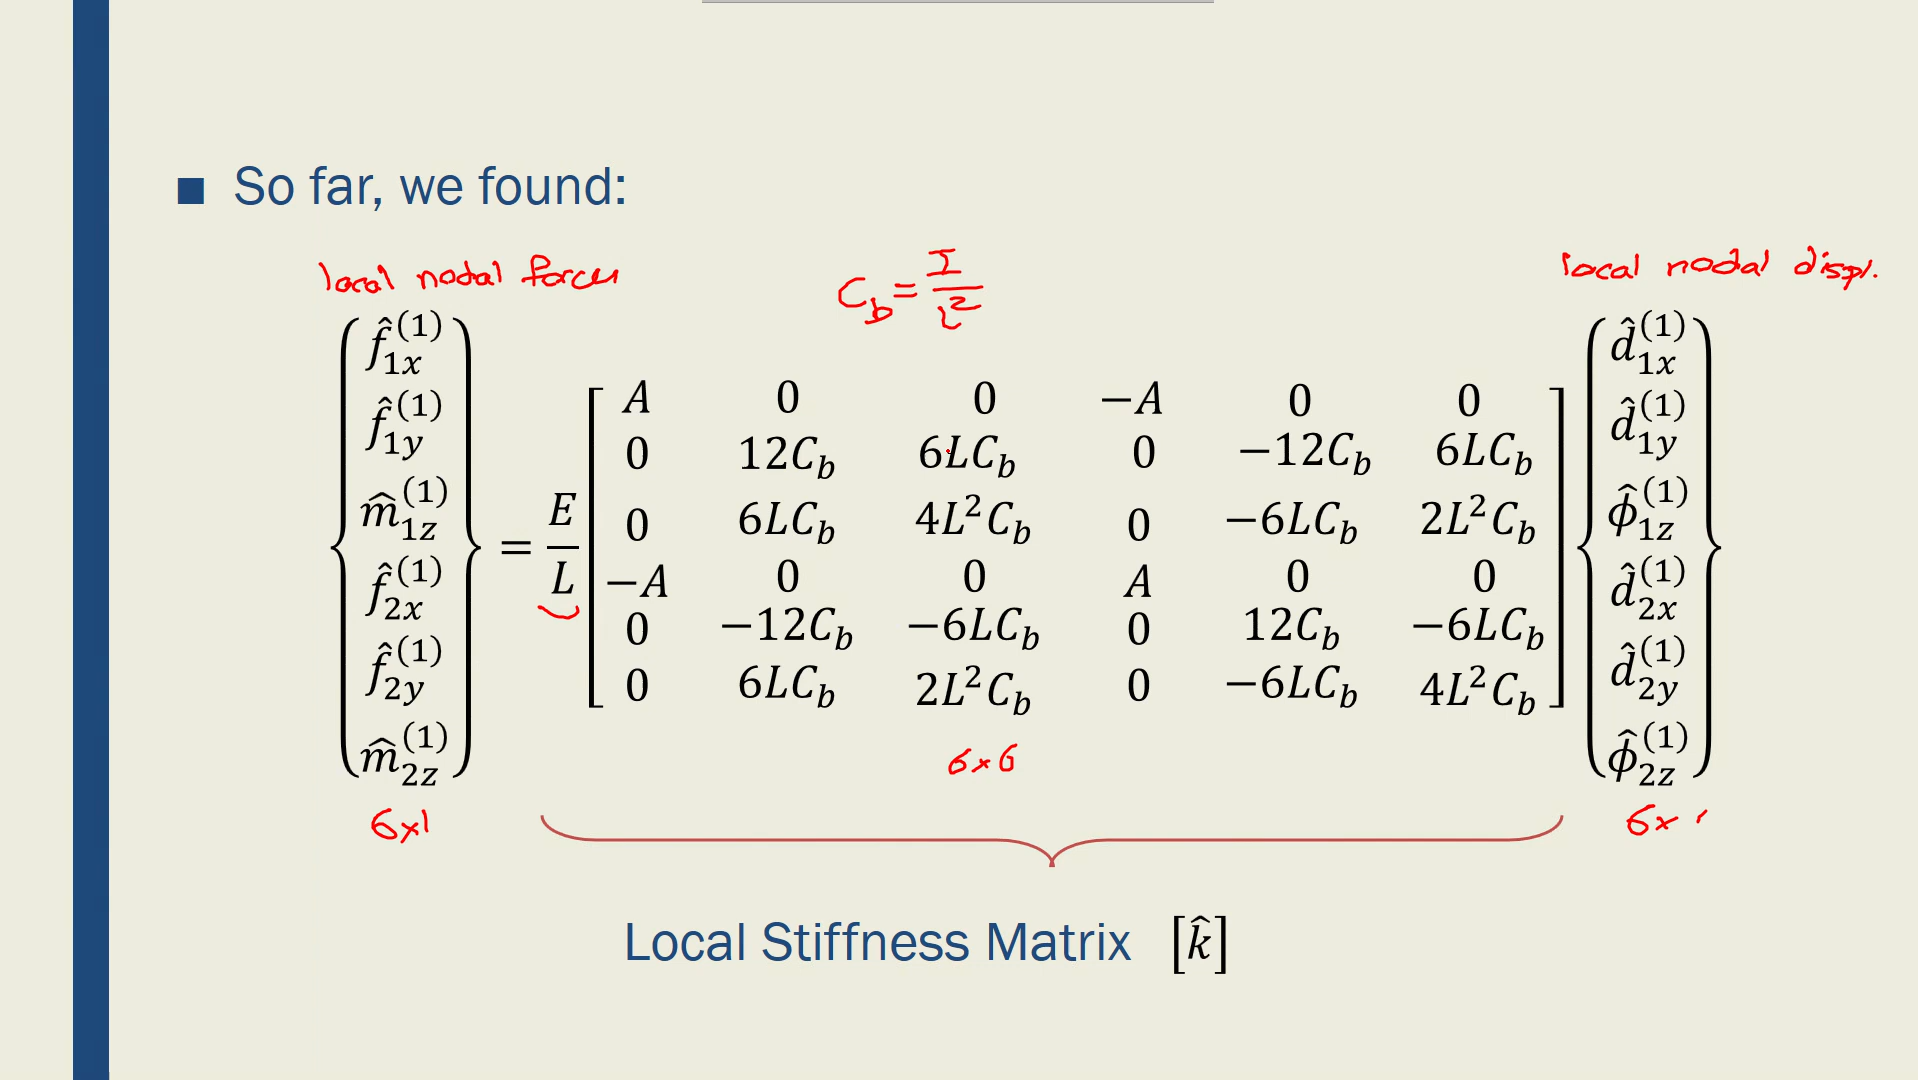 ■ So far, we found:
local nodal forces
C_b = I / L²
local nodal displ.
{ f̂_1x^(1) f̂_1y^(1) m̂_1z^(1) f̂_2x^(1) f̂_2y^(1) m̂_2z^(1) } = E/L
[ A 0 0 −A 0 0
0 12C_b 6LC_b 0 −12C_b 6LC_b
0 6LC_b 4L²C_b 0 −6LC_b 2L²C_b
−A 0 0 A 0 0
0 −12C_b −6LC_b 0 12C_b −6LC_b
0 6LC_b 2L²C_b 0 −6LC_b 4L²C_b ]
{ d̂_1x^(1) d̂_1y^(1) ϕ̂_1z^(1) d̂_2x^(1) d̂_2y^(1) ϕ̂_2z^(1) }
6x1
6x6
6x1
Local Stiffness Matrix [k̂]